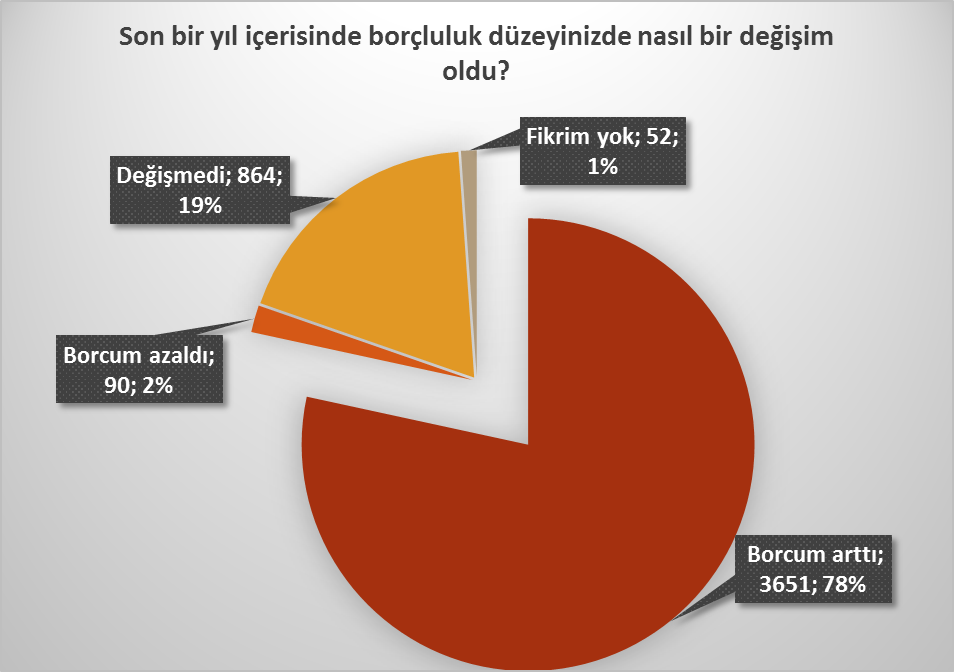 Son bir yıl içerisinde borçluluk düzeyinizde nasıl bir değişim
oldu?
Fikrim yok; 52;
1%
Değişmedi; 864;
19%
Borcum azaldı;
90; 2%
Borcum arttı;
3651; 78%